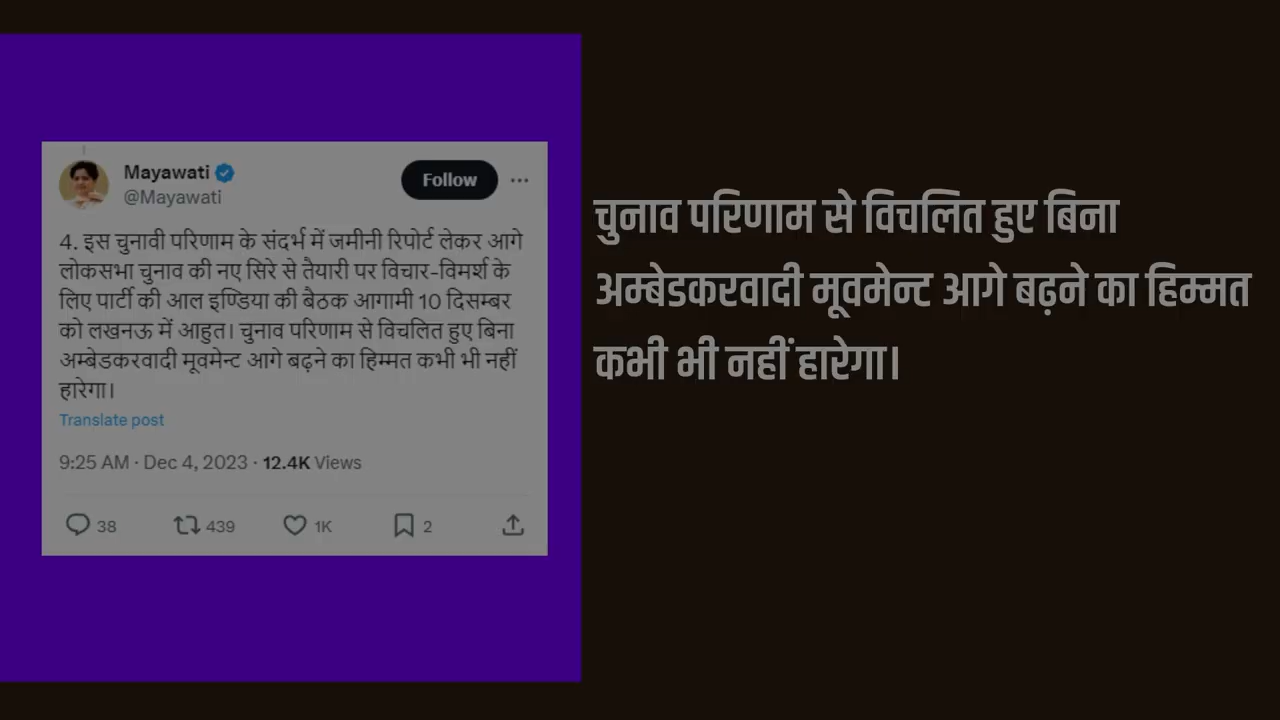 Mayawati
@Mayawati
Follow
4. इस चुनावी परिणाम के संदर्भ में जमीनी रिपोर्ट लेकर आगे
लोकसभा चुनाव की नए सिरे से तैयारी पर विचार-विमर्श के
लिए पार्टी की आल इण्डिया की बैठक आगामी 10 दिसम्बर
को लखनऊ में आहुत। चुनाव परिणाम से विचलित हुए बिना
अम्बेडकरवादी मूवमेन्ट आगे बढ़ने का हिम्मत कभी भी नहीं
हारेगा।
Translate post
9:25 AM · Dec 4, 2023 · 12.4K Views
38 439 1K 2
चुनाव परिणाम से विचलित हुए बिना
अम्बेडकरवादी मूवमेन्ट आगे बढ़ने का हिम्मत
कभी भी नहीं हारेगा।